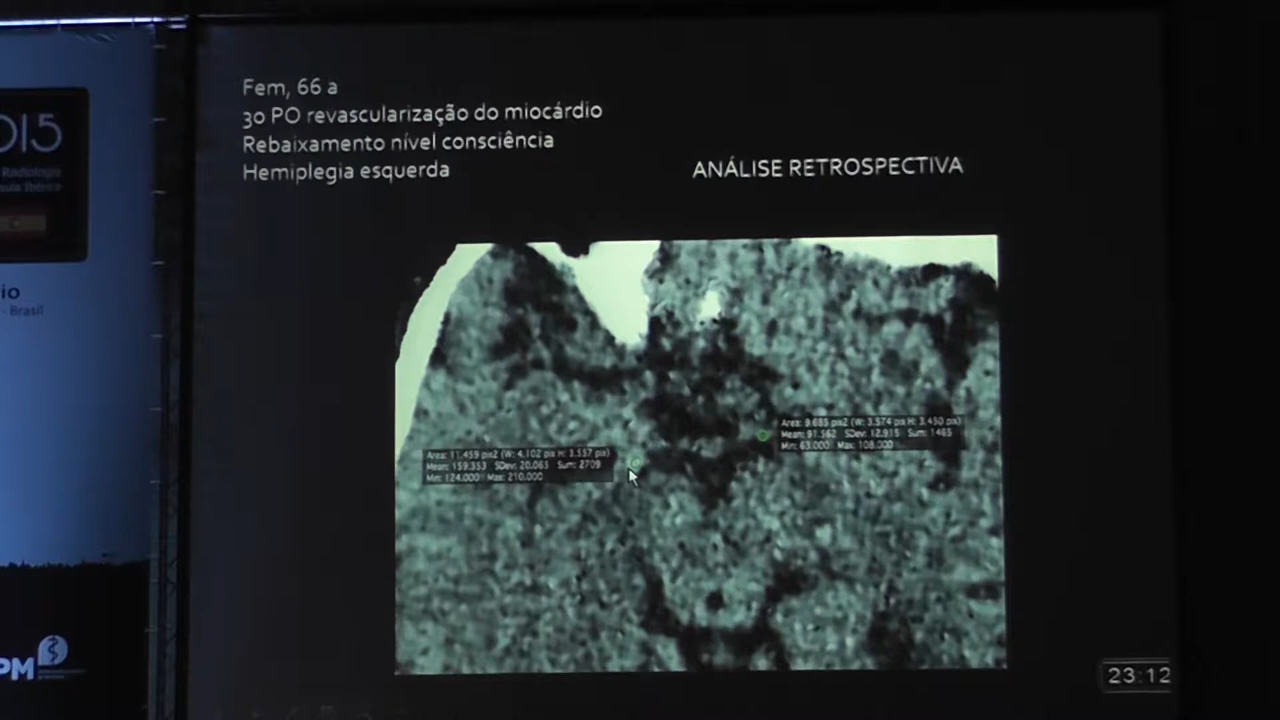 Fem, 66 a
3o PO revascularização do miocárdio
Rebaixamento nível consciência
Hemiplegia esquerda
ANÁLISE RETROSPECTIVA
015
Radiologia
Ibérica
io
- Brasil
Area: 9.685 pix2 (W: 3.574 pix H: 3.450 pix)
Mean: 91.562 SDev: 12.915 Sum: 1465
Min: 63.000 Max: 108.000
Area: 11.459 pix2 (W: 4.102 pix H: 3.557 pix)
Mean: 159.353 SDev: 20.065 Sum: 2709
Min: 124.000 Max: 210.000
PM
23:12